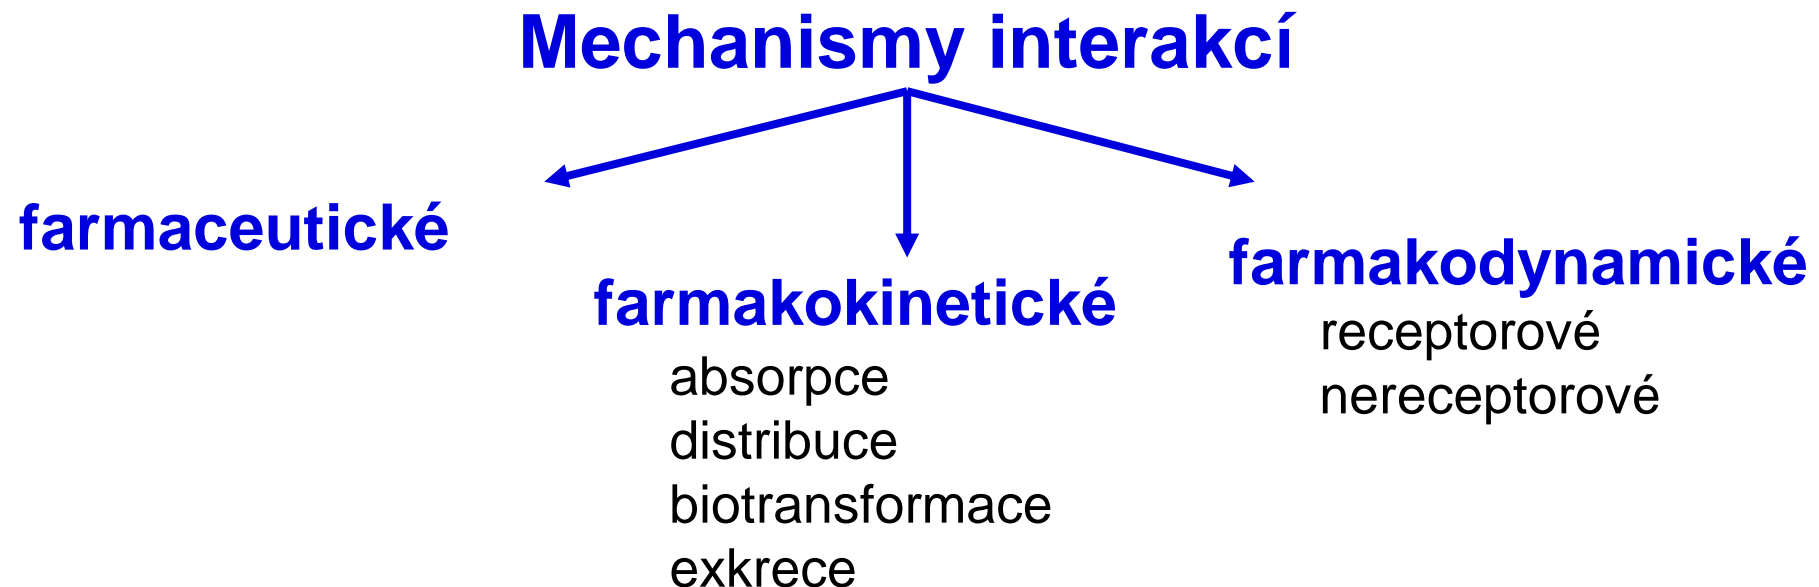 Mechanismy interakcí
farmaceutické
farmakokinetické
absorpce
distribuce
biotransformace
exkrece
farmakodynamické
receptorové
nereceptorové